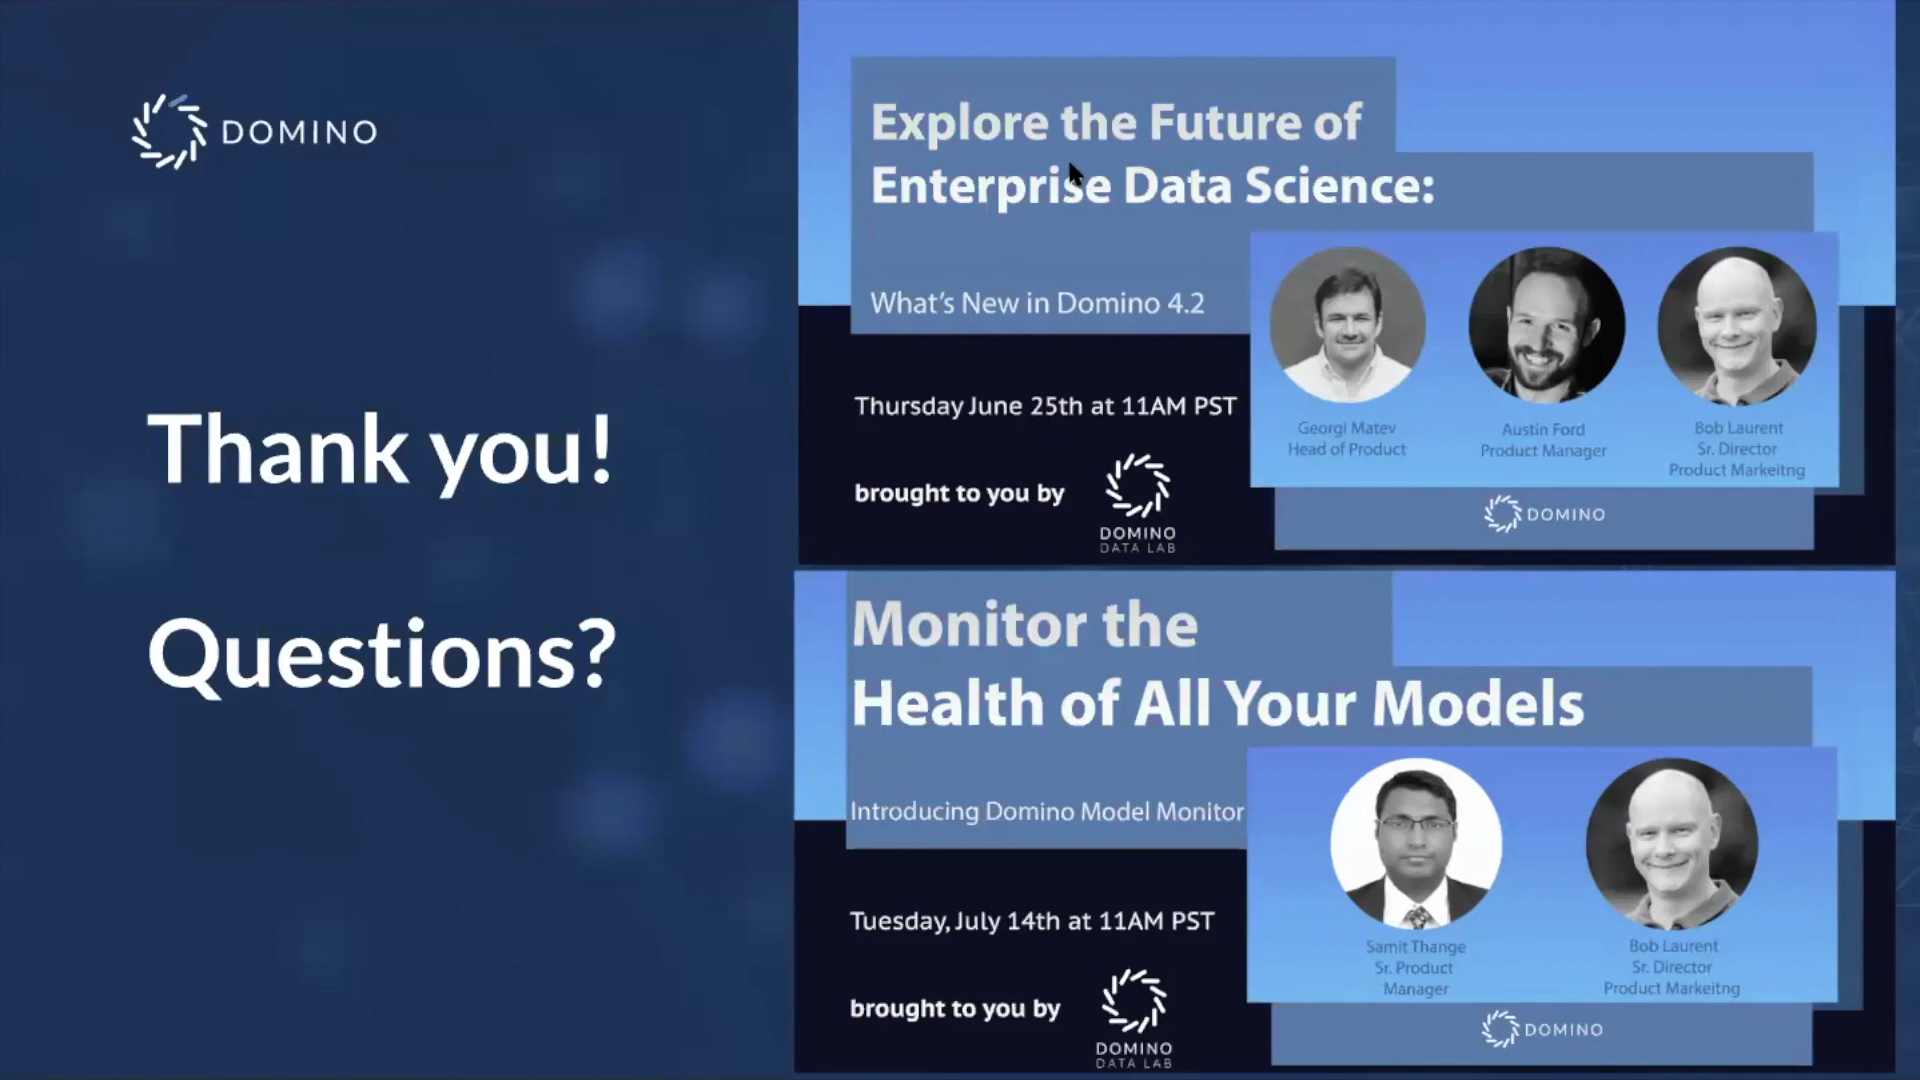 DOMINO
Thank you!
Questions?
Explore the Future of
Enterprise Data Science:
What's New in Domino 4.2
Thursday June 25th at 11AM PST
brought to you by
DOMINO
DATA LAB
Georgi Matev
Head of Product
Austin Ford
Product Manager
Bob Laurent
Sr. Director
Product Markeitng
DOMINO
Monitor the
Health of All Your Models
Introducing Domino Model Monitor
Tuesday, July 14th at 11AM PST
brought to you by
DOMINO
DATA LAB
Samit Thange
Sr. Product
Manager
Bob Laurent
Sr. Director
Product Markeitng
DOMINO